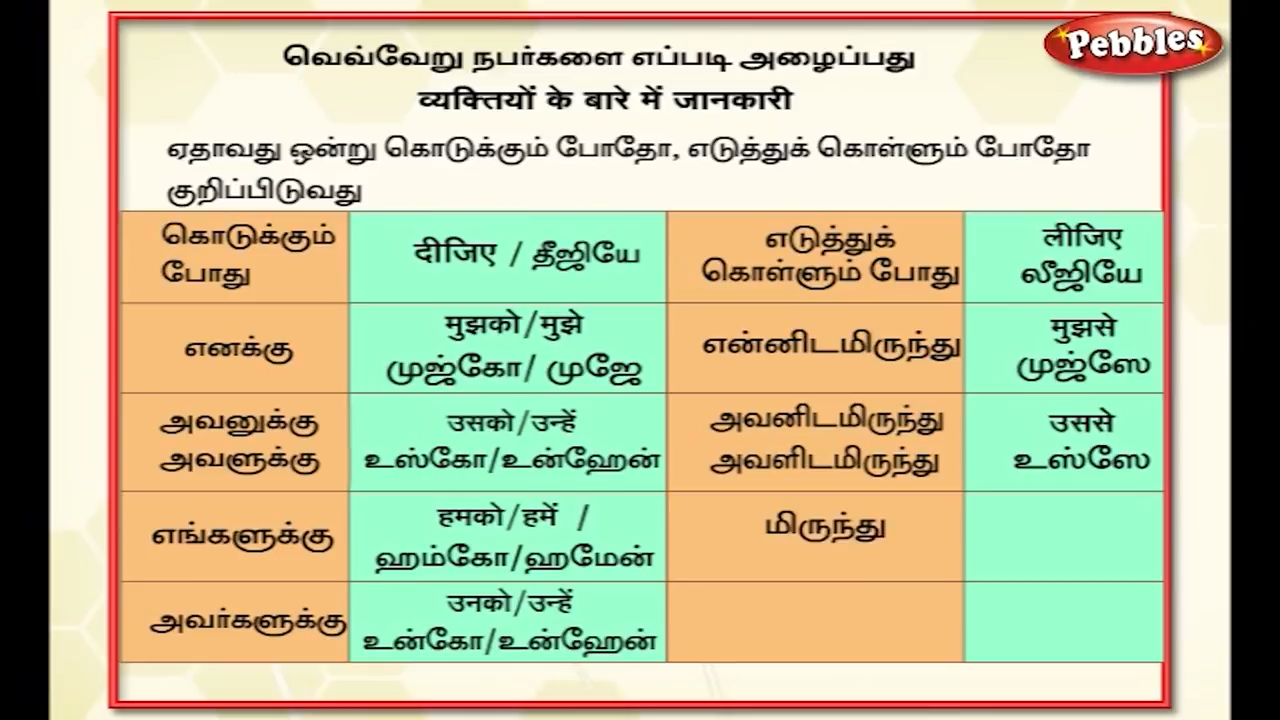 Pebbles
வெவ்வேறு நபர்களை எப்படி அழைப்பது
व्यक्तियों के बारे में जानकारी
ஏதாவது ஒன்று கொடுக்கும் போதோ, எடுத்துக் கொள்ளும் போதோ
குறிப்பிடுவது
கொடுக்கும்
போது
दीजिए / தீஜியே
எடுத்துக்
கொள்ளும் போது
लीजिए
லீஜியே
எனக்கு
मुझको/मुझे
முஜ்கோ/ முஜே
என்னிடமிருந்து
मुझसे
முஜ்ஸே
அவனுக்கு
அவளுக்கு
उसको/उन्हें
உஸ்கோ/உன்ஹேன்
அவனிடமிருந்து
அவளிடமிருந்து
उससे
உஸ்ஸே
எங்களுக்கு
हमको/हमें /
ஹம்கோ/ஹமேன்
மிருந்து
அவர்களுக்கு
उनको/उन्हें
உன்கோ/உன்ஹேன்